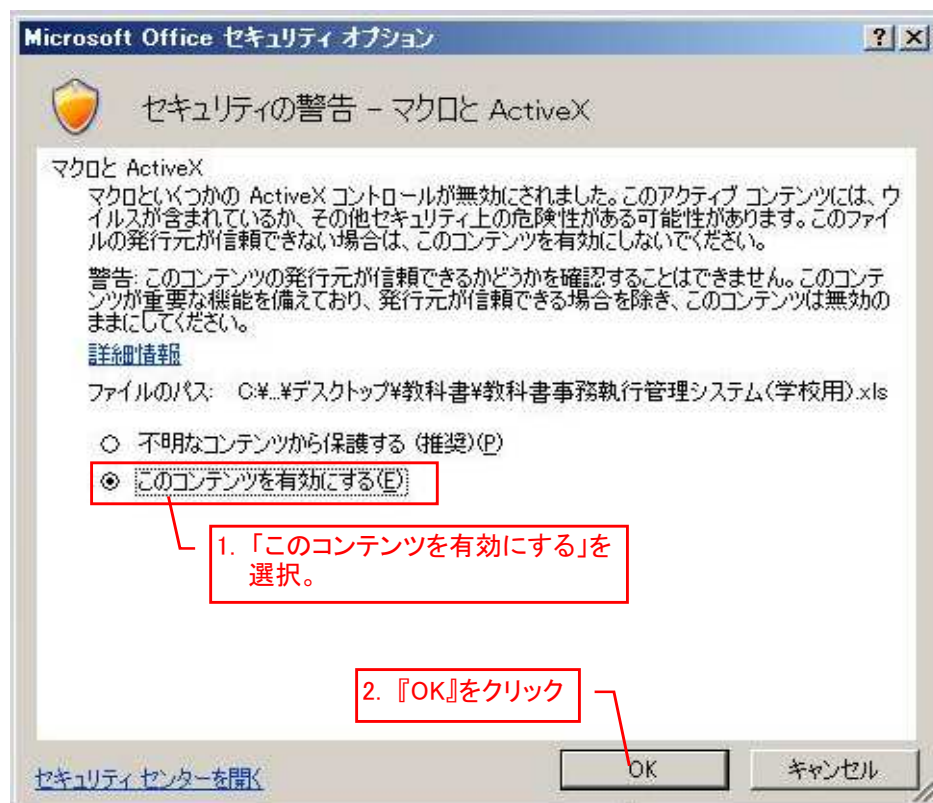 Microsoft Office セキュリティ オプション
セキュリティの警告 - マクロと ActiveX
マクロと ActiveX
マクロといくつかの ActiveX コントロールが無効にされました。このアクティブ コンテンツには、ウ
イルスが含まれているか、その他セキュリティ上の危険性がある可能性があります。このファイ
ルの発行元が信頼できない場合は、このコンテンツを有効にしないでください。
警告: このコンテンツの発行元が信頼できるかどうかを確認することはできません。このコンテ
ンツが重要な機能を備えており、発行元が信頼できる場合を除き、このコンテンツは無効の
ままにしてください。
詳細情報
ファイルのパス: C:¥...¥デスクトップ¥教科書¥教科書事務執行管理システム(学校用).xls
不明なコンテンツから保護する (推奨)(P)
このコンテンツを有効にする(E)
1. 「このコンテンツを有効にする」を
選択。
2. 『OK』をクリック
セキュリティ センターを開く
OK
キャンセル